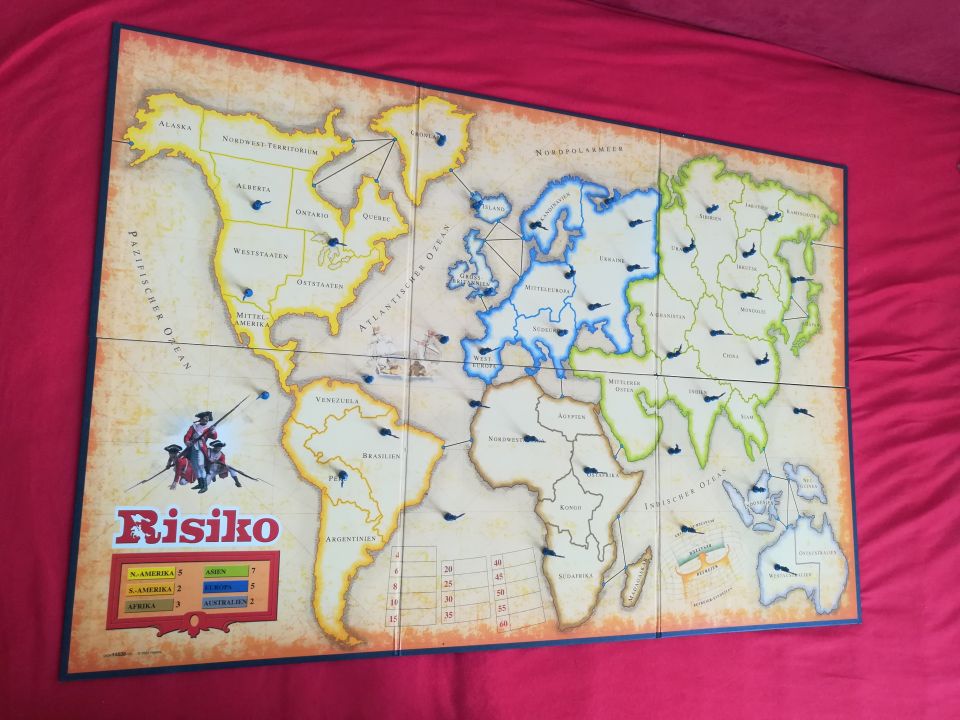 ALASKA
NORDWEST-TERRITORIUM
GRÖNLAND
NORDPOLARMEER
ALBERTA
ONTARIO
QUEBEC
ISLAND
SKANDINAVIEN
SIBIRIEN
JAKUTIEN
KAMTSCHATKA
WESTSTAATEN
OSTSTAATEN
MITTEL-
AMERIKA
PAZIFISCHER OZEAN
ATLANTISCHER OZEAN
GROSS-
BRITANNIEN
MITTELEUROPA
UKRAINE
URAL
IRKUTSK
MONGOLEI
AFGHANISTAN
CHINA
SÜDEUROPA
WEST-
EUROPA
MITTLERER
OSTEN
INDIEN
SIAM
VENEZUELA
BRASILIEN
PERU
ARGENTINIEN
ÄGYPTEN
OSTAFRIKA
KONGO
SÜDAFRIKA
MADAGASKAR
INDISCHER OZEAN
INDONESIEN
NEU-
GUINEA
WESTAUSTRALIEN
OSTAUSTRALIEN
Risiko
N.-AMERIKA 5
S.-AMERIKA 2
AFRIKA 3
ASIEN 7
EUROPA 5
AUSTRALIEN 2
4
6
8
10
15
20
25
30
35
40
45
50
55
60